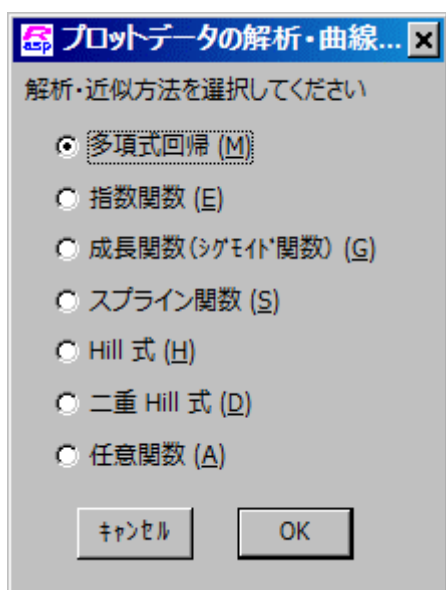 asp プロットデータの解析・曲線...
解析・近似方法を選択してください
多項式回帰 (M)
指数関数 (E)
成長関数(ｼｸﾞﾓｲﾄﾞ関数) (G)
スプライン関数 (S)
Hill 式 (H)
二重 Hill 式 (D)
任意関数 (A)
ｷｬﾝｾﾙ OK